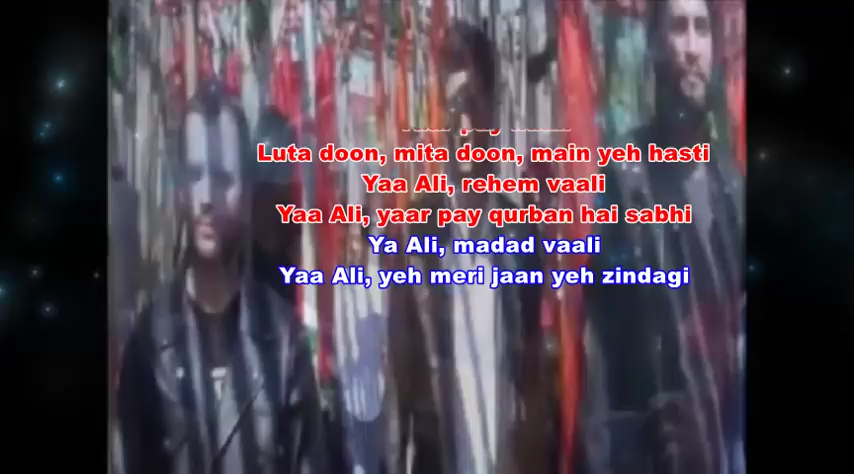 Luta doon, mita doon, main yeh hasti
Yaa Ali, rehem vaali
Yaa Ali, yaar pay qurban hai sabhi
Ya Ali, madad vaali
Yaa Ali, yeh meri jaan yeh zindagi